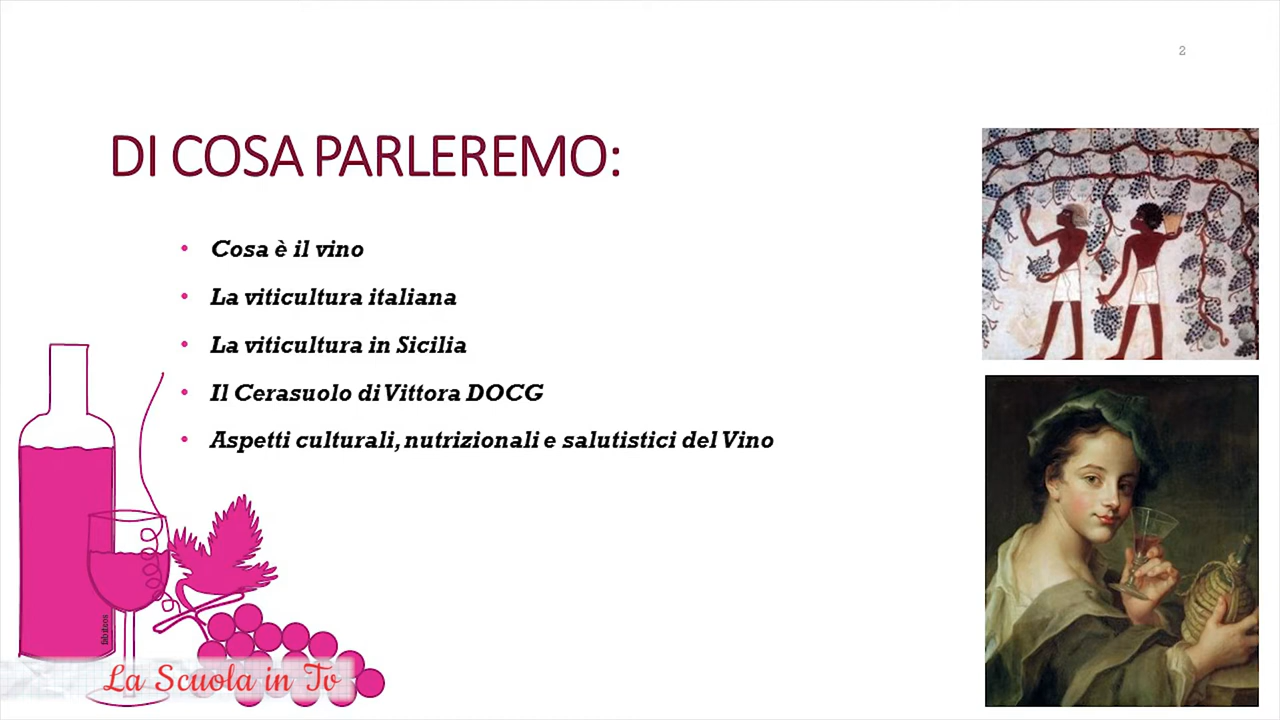 2
DI COSA PARLEREMO:
• Cosa è il vino
• La viticultura italiana
• La viticultura in Sicilia
• Il Cerasuolo di Vittora DOCG
• Aspetti culturali, nutrizionali e salutistici del Vino
La Scuola in Tv